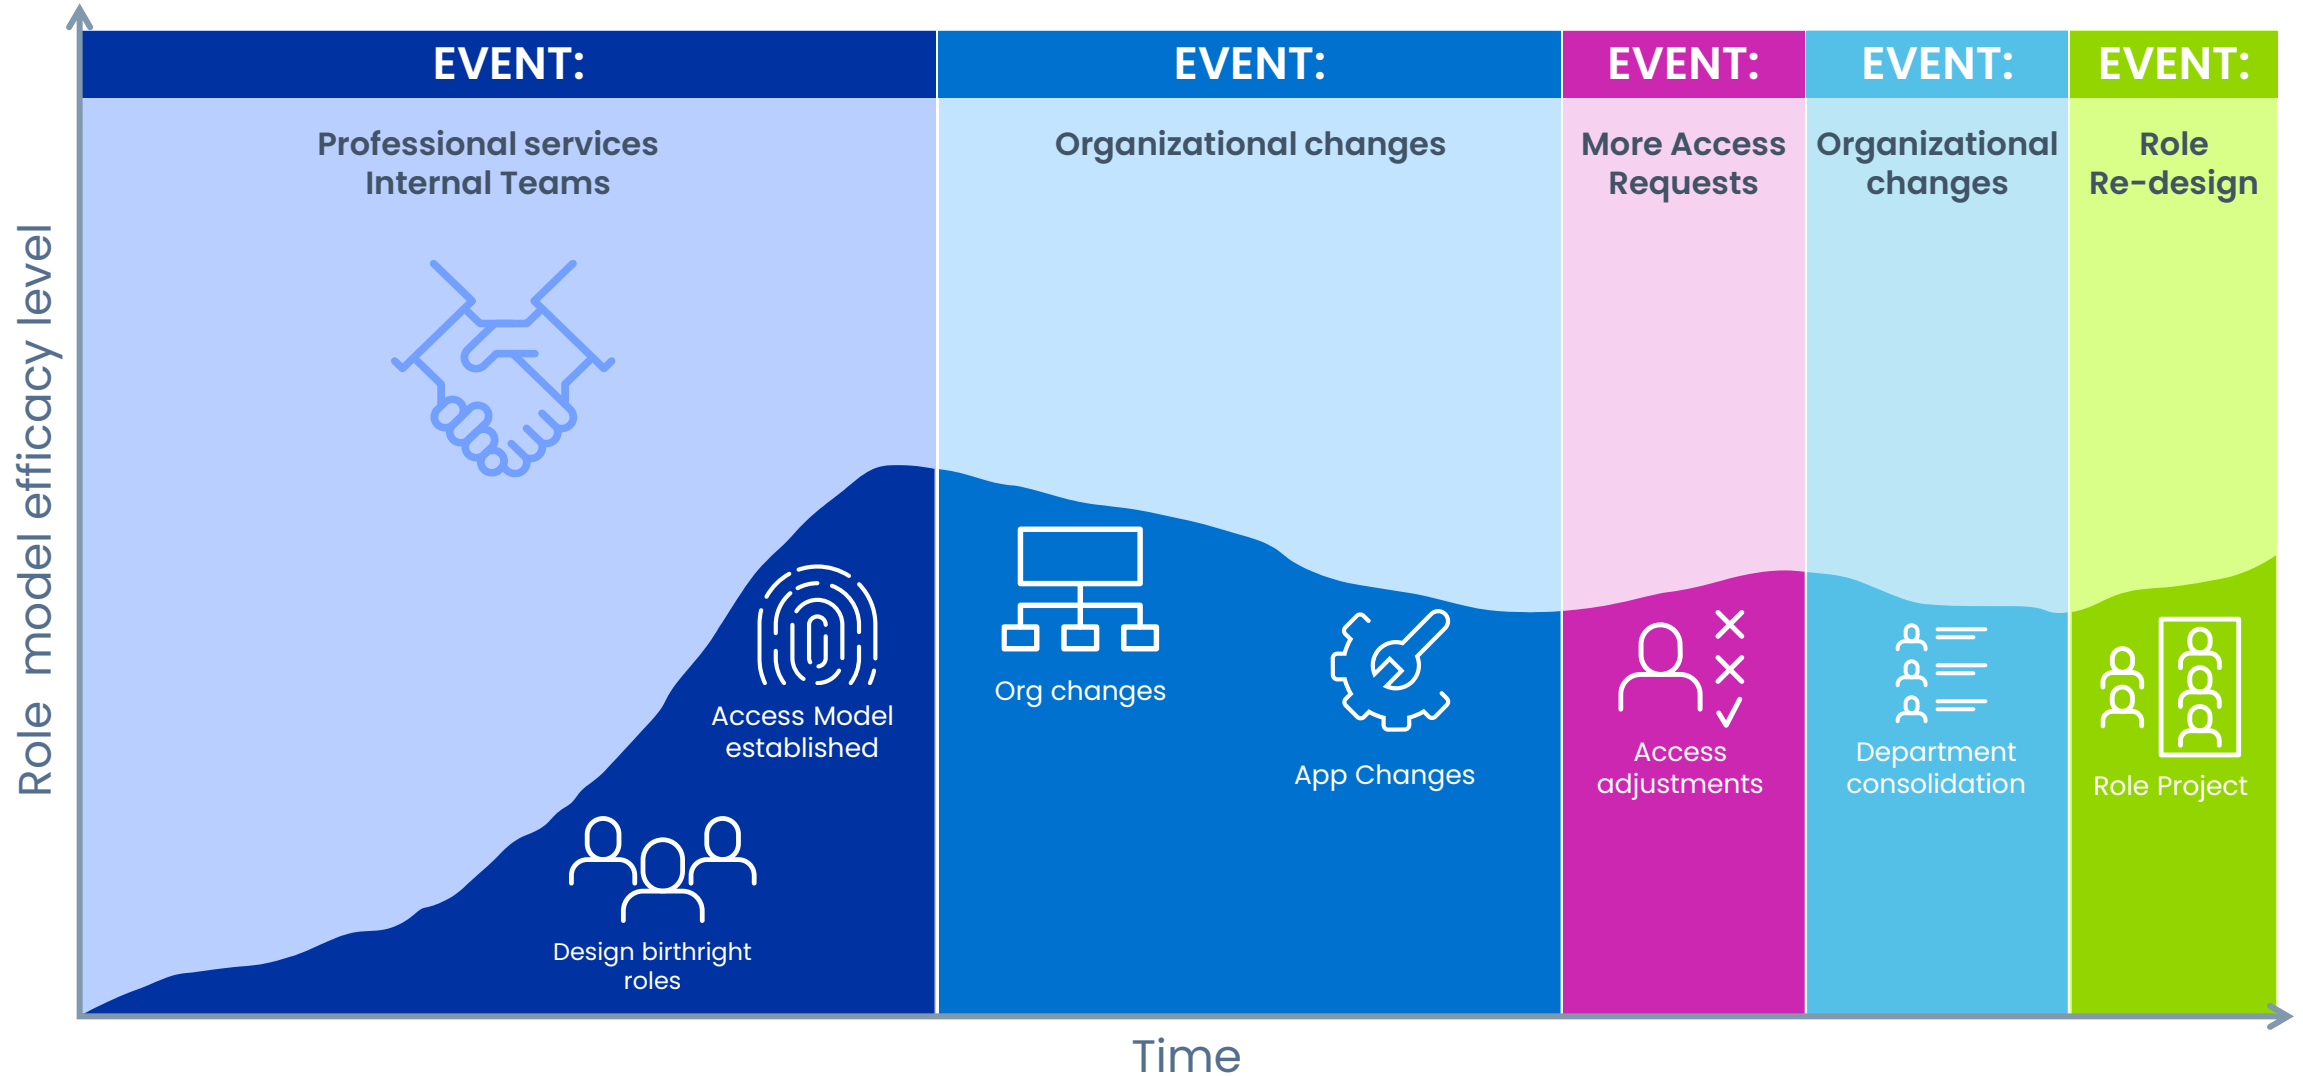 EVENT:
EVENT:
EVENT:
EVENT:
EVENT:
Professional services
Internal Teams
Organizational changes
More Access
Requests
Organizational
changes
Role
Re-design
Role model efficacy level
Access Model
established
Design birthright
roles
Org changes
App Changes
Access
adjustments
Department
consolidation
Role Project
Time